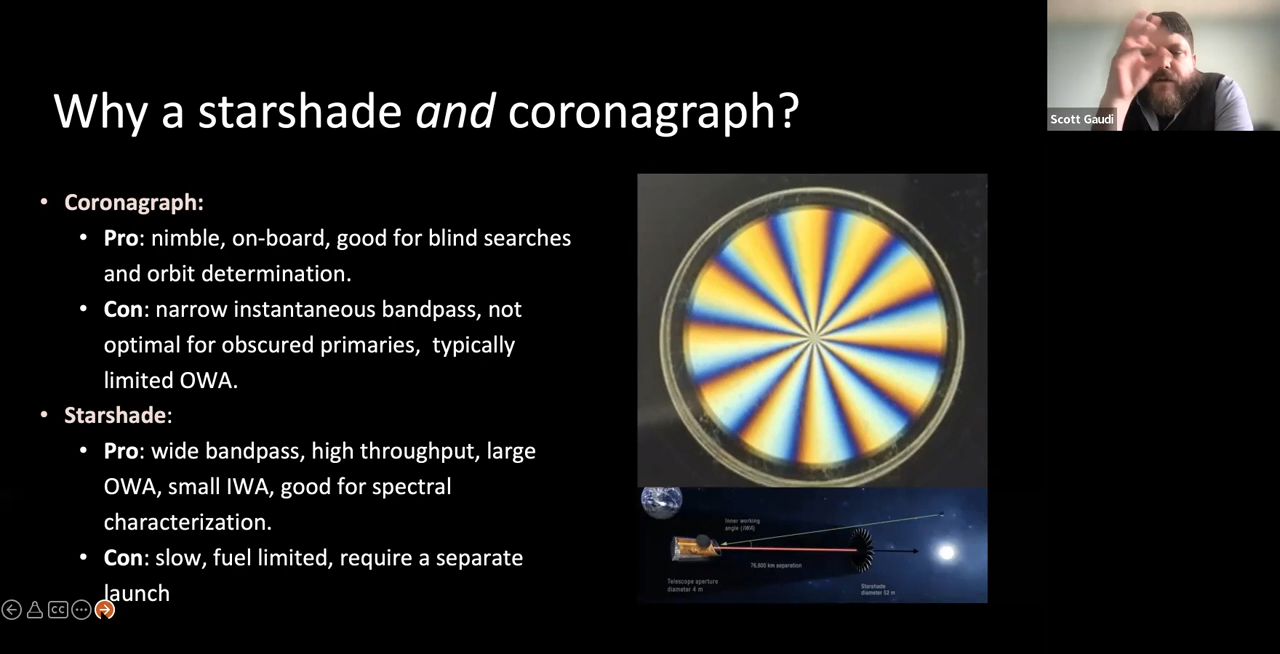 Scott Gaudi
Why a starshade and coronagraph?
• Coronagraph:
• Pro: nimble, on-board, good for blind searches
and orbit determination.
• Con: narrow instantaneous bandpass, not
optimal for obscured primaries, typically
limited OWA.
• Starshade:
• Pro: wide bandpass, high throughput, large
OWA, small IWA, good for spectral
characterization.
• Con: slow, fuel limited, require a separate
launch
Inner working
angle (IWA)
76,600 km separation
Telescope aperture
diameter 4 m
Starshade
diameter 52 m
CC